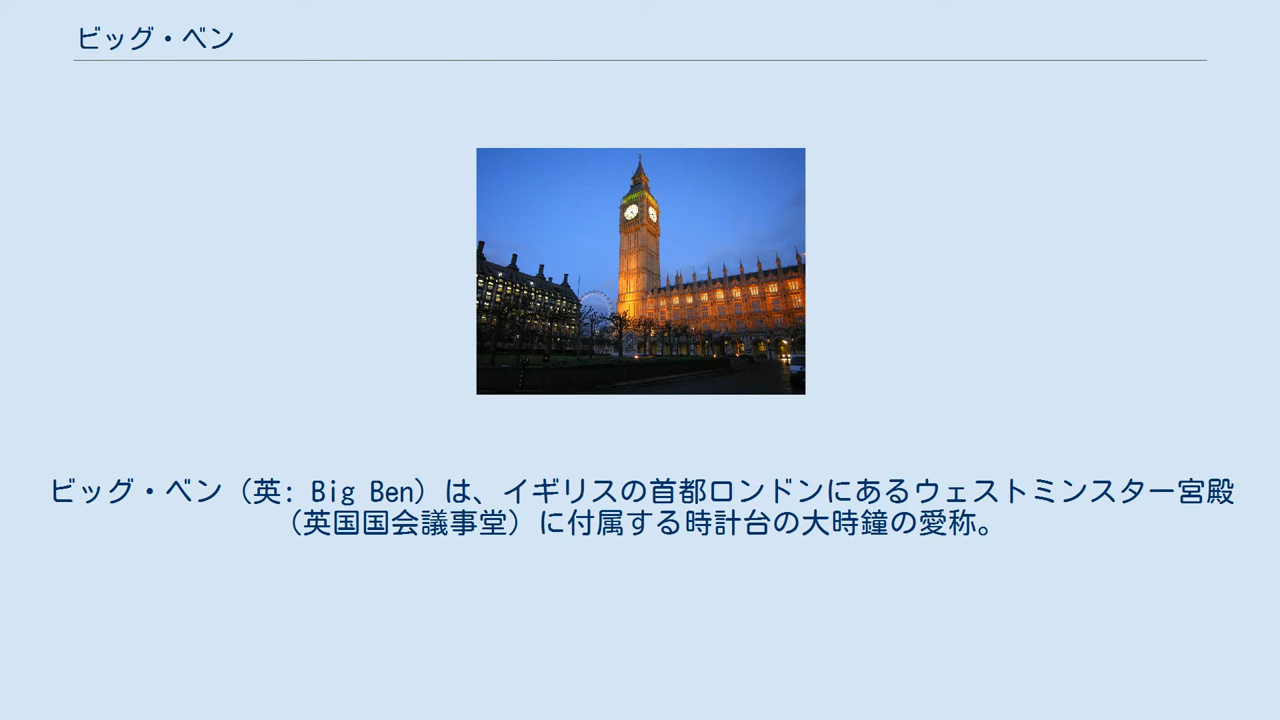 ビッグ・ベン
ビッグ・ベン（英: Big Ben）は、イギリスの首都ロンドンにあるウェストミンスター宮殿
（英国国会議事堂）に付属する時計台の大時鐘の愛称。